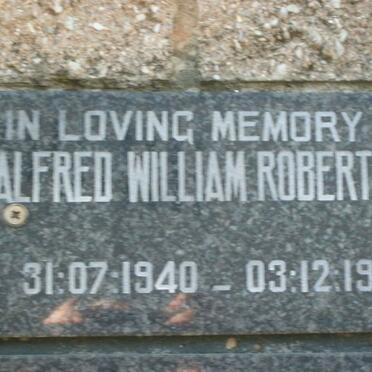 IN LOVING MEMORY
ALFRED WILLIAM ROBERT
31:07:1940 - 03:12:19